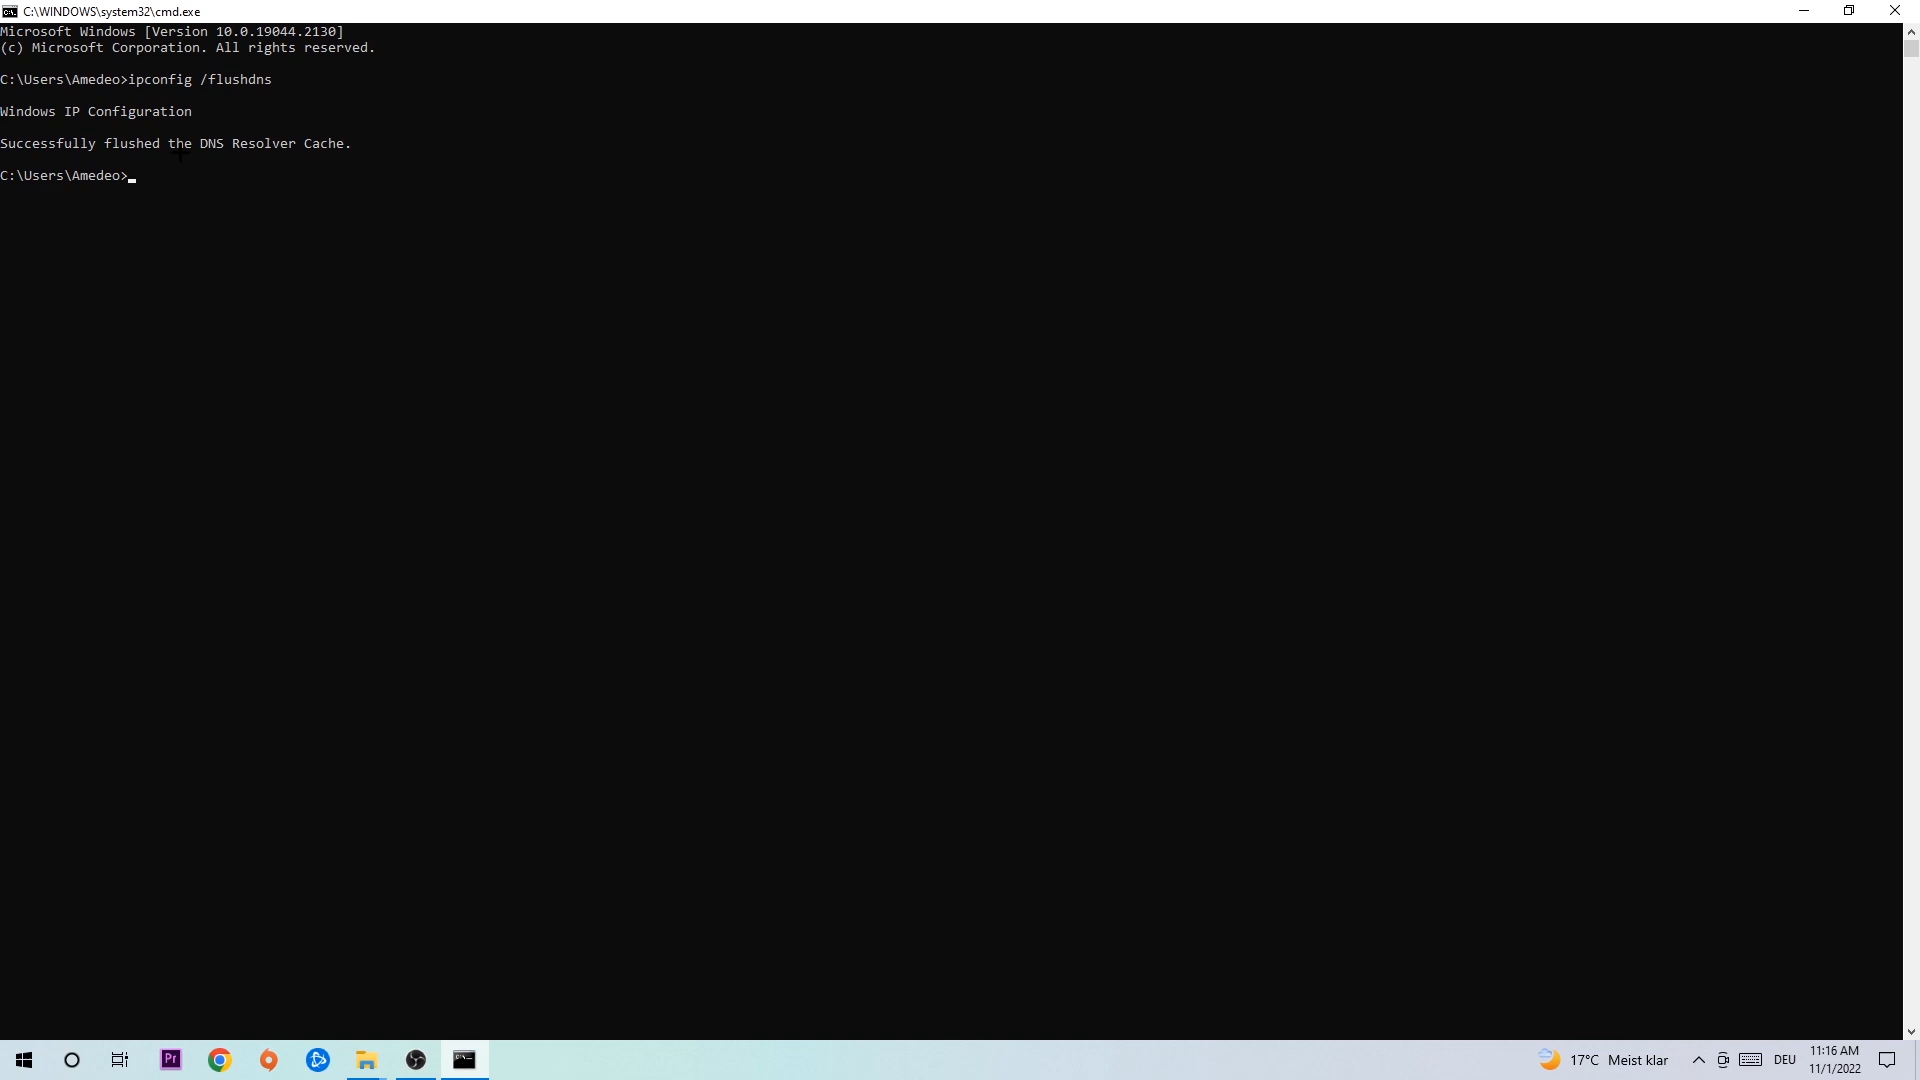 C:\WINDOWS\system32\cmd.exe
Microsoft Windows [Version 10.0.19044.2130]
(c) Microsoft Corporation. All rights reserved.
C:\Users\Amedeo>ipconfig /flushdns
Windows IP Configuration
Successfully flushed the DNS Resolver Cache.
C:\Users\Amedeo>
Pr
17°C Meist klar
DEU
11:16 AM
11/1/2022